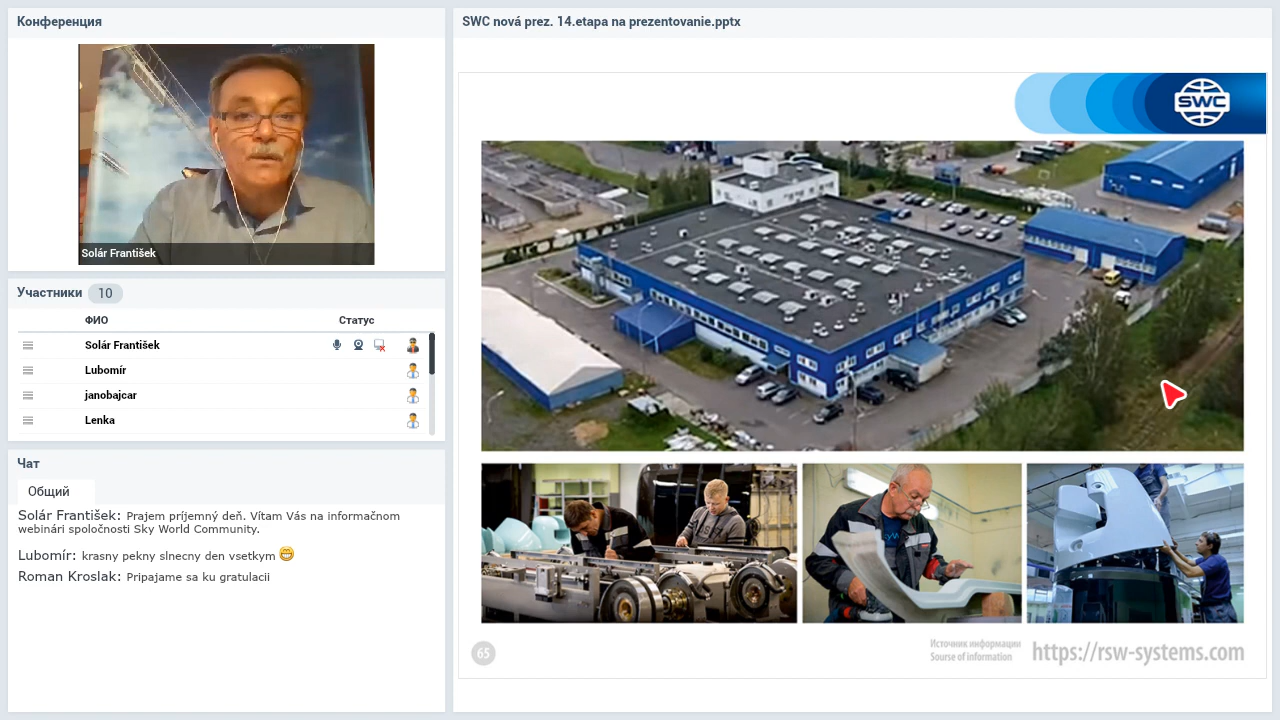 Конференция
Solár František
Участники 10
ФИО Статус
Solár František
Lubomír
janobajcar
Lenka
Чат
Общий
Solár František: Prajem príjemný deň. Vítam Vás na informačnom
webinári spoločnosti Sky World Community.
Lubomír: krasny pekny slnecny den vsetkym
Roman Kroslak: Pripajame sa ku gratulacii
SWC nová prez. 14.etapa na prezentovanie.pptx
SWC
65
Источник информации
Sourse of information
https://rsw-systems.com